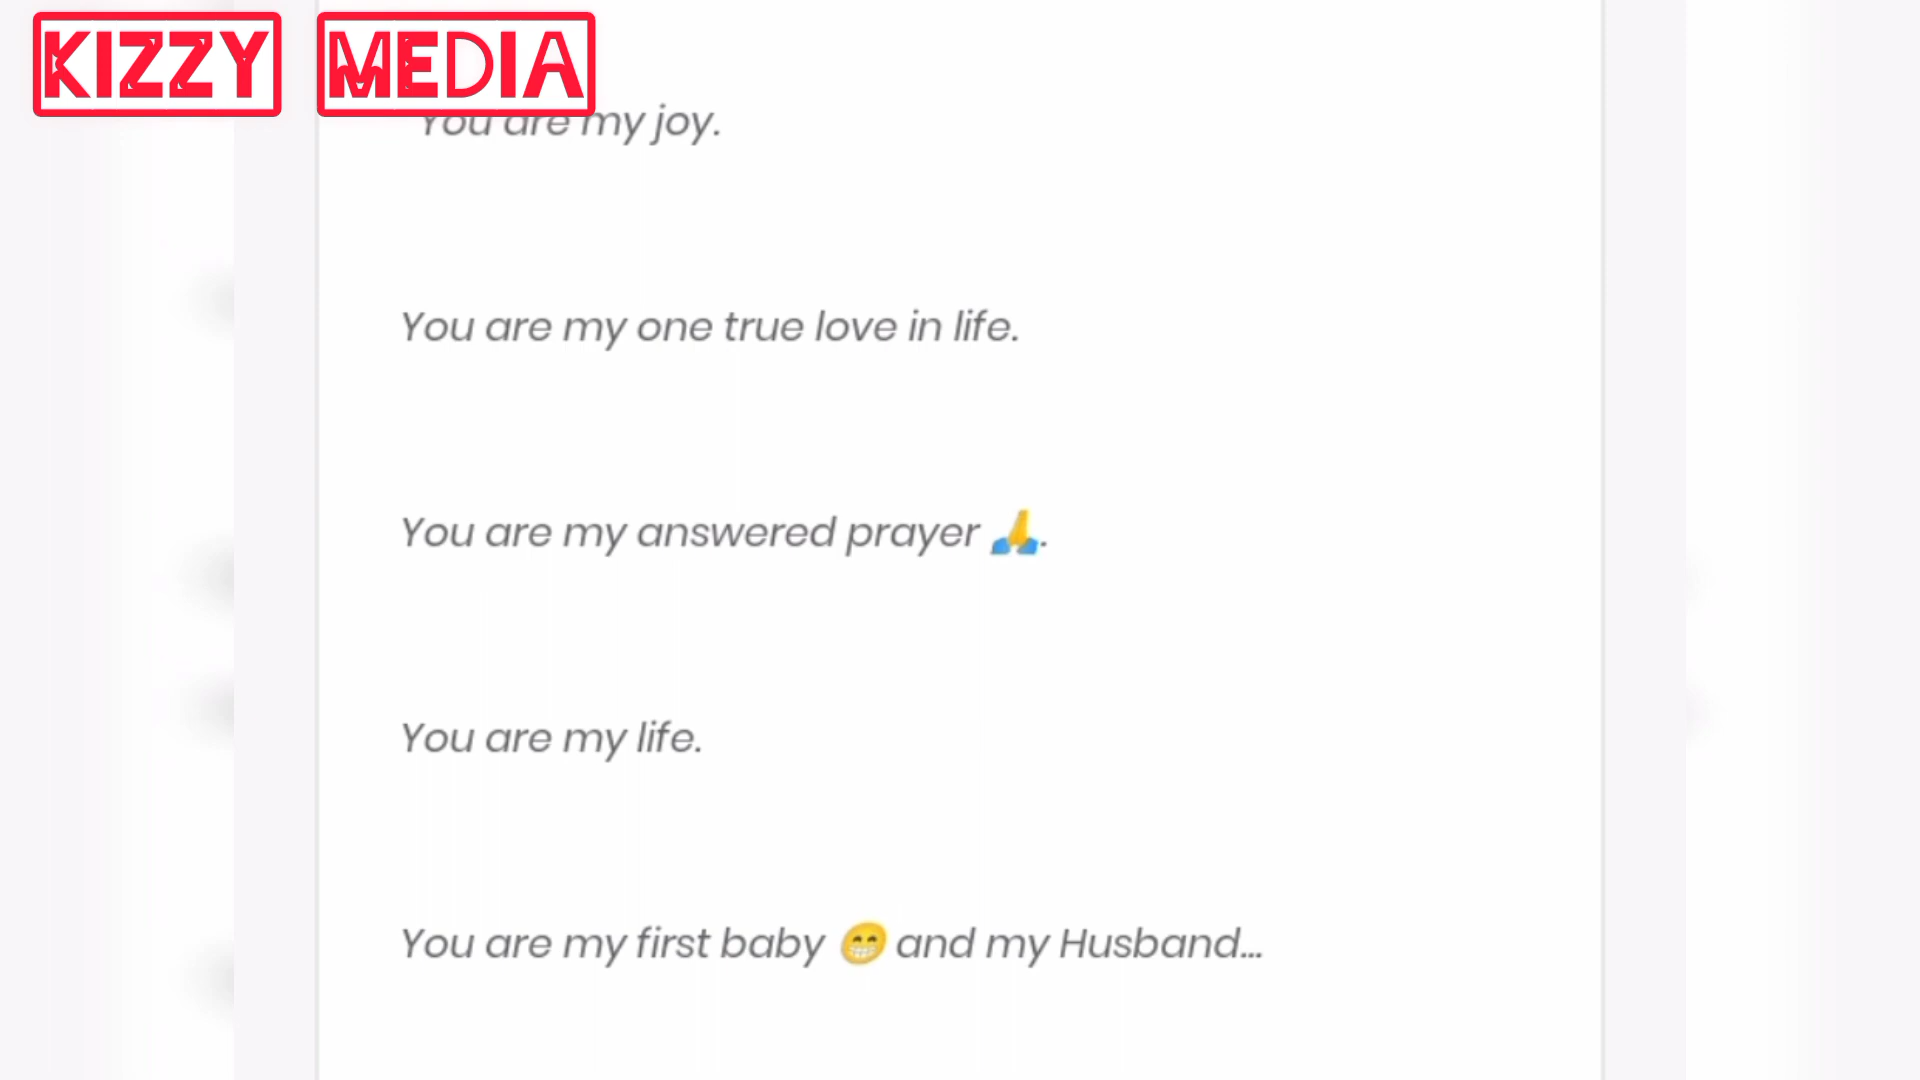 KIZZY MEDIA
You are my joy.
You are my one true love in life.
You are my answered prayer 🙏.
You are my life.
You are my first baby 😁 and my Husband...